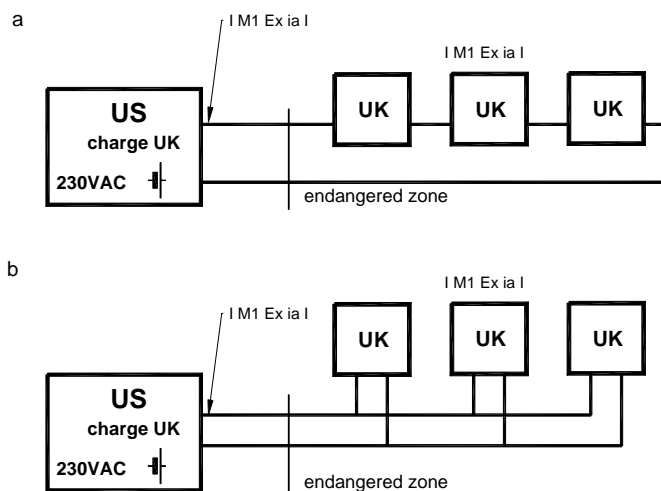 a
I M1 Ex ia I
I M1 Ex ia I
US
charge UK
230VAC
UK
UK
UK
endangered zone
b
I M1 Ex ia I
I M1 Ex ia I
US
charge UK
230VAC
UK
UK
UK
endangered zone